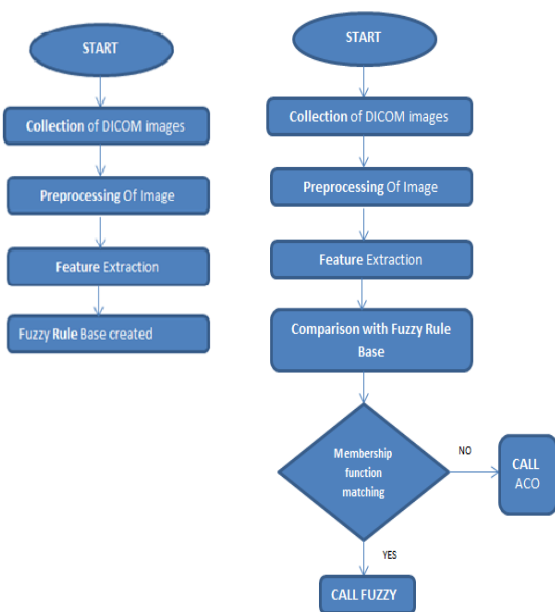 START
Collection of DICOM images
Preprocessing Of Image
Feature Extraction
Fuzzy Rule Base created
START
Collection of DICOM images
Preprocessing Of Image
Feature Extraction
Comparison with Fuzzy Rule
Base
Membership
function
matching
NO
CALL
ACO
YES
CALL FUZZY